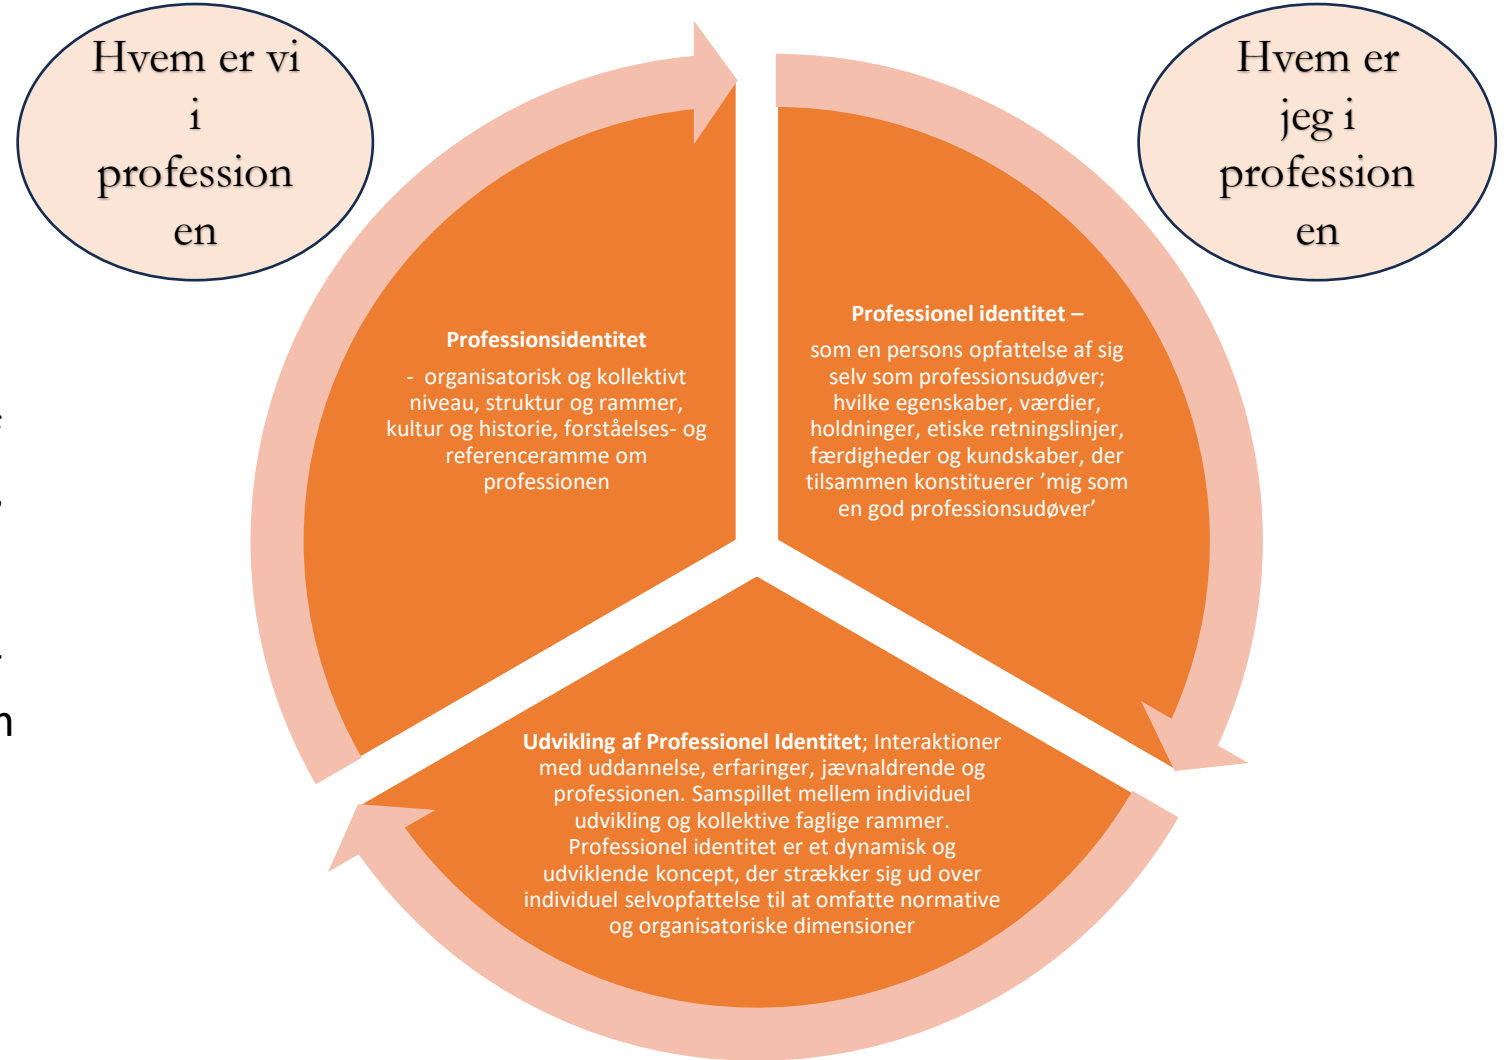 Hvem er vi
i
profession
en
Hvem er
jeg i
profession
en
Professionsidentitet
- organisatorisk og kollektivt
niveau, struktur og rammer,
kultur og historie, forståelses- og
referenceramme om
professionen
Professionel identitet –
som en persons opfattelse af sig
selv som professionsudøver;
hvilke egenskaber, værdier,
holdninger, etiske retningslinjer,
færdigheder og kundskaber, der
tilsammen konstituerer ’mig som
en god professionsudøver’
Udvikling af Professionel Identitet; Interaktioner
med uddannelse, erfaringer, jævnaldrende og
professionen. Samspillet mellem individuel
udvikling og kollektive faglige rammer.
Professionel identitet er et dynamisk og
udviklende koncept, der strækker sig ud over
individuel selvopfattelse til at omfatte normative
og organisatoriske dimensioner